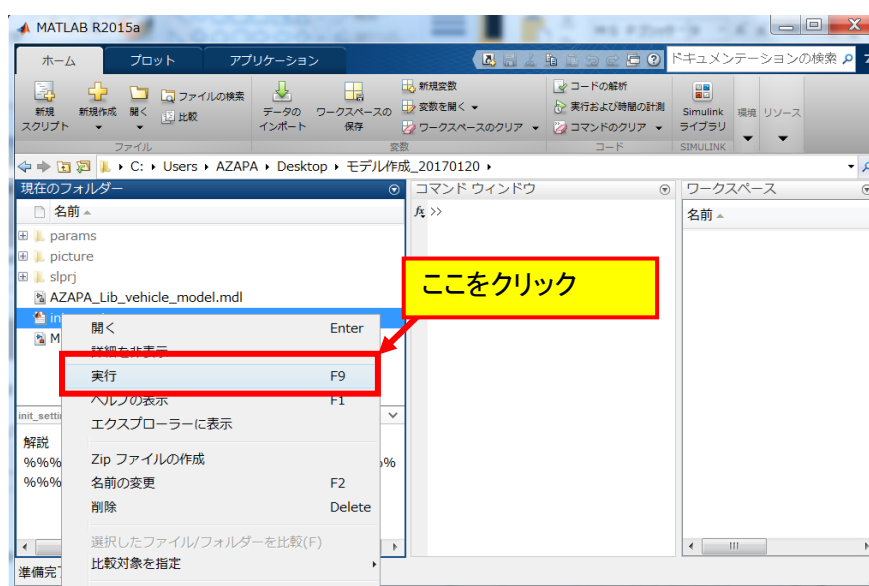 MATLAB R2015a
ホーム プロット アプリケーション ドキュメンテーションの検索
新規 スクリプト
新規作成
開く
ファイルの検索
比較
データの インポート
ワークスペースの 保存
新規変数
変数を開く
ワークスペースのクリア
コードの解析
実行および時間の計測
コマンドのクリア
Simulink ライブラリ
環境
リソース
ファイル 変数 コード SIMULINK
C: Users AZAPA Desktop モデル作成_20170120
現在のフォルダー コマンド ウィンドウ ワークスペース
名前 fx >> 名前
params
picture
slprj
AZAPA_Lib_vehicle_model.mdl
ここをクリック
開く Enter
詳細を非表示
実行 F9
ヘルプの表示 F1
エクスプローラーに表示
解説
%%%
%%%
%
Zip ファイルの作成
名前の変更 F2
削除 Delete
選択したファイル/フォルダーを比較(F)
比較対象を指定
準備完